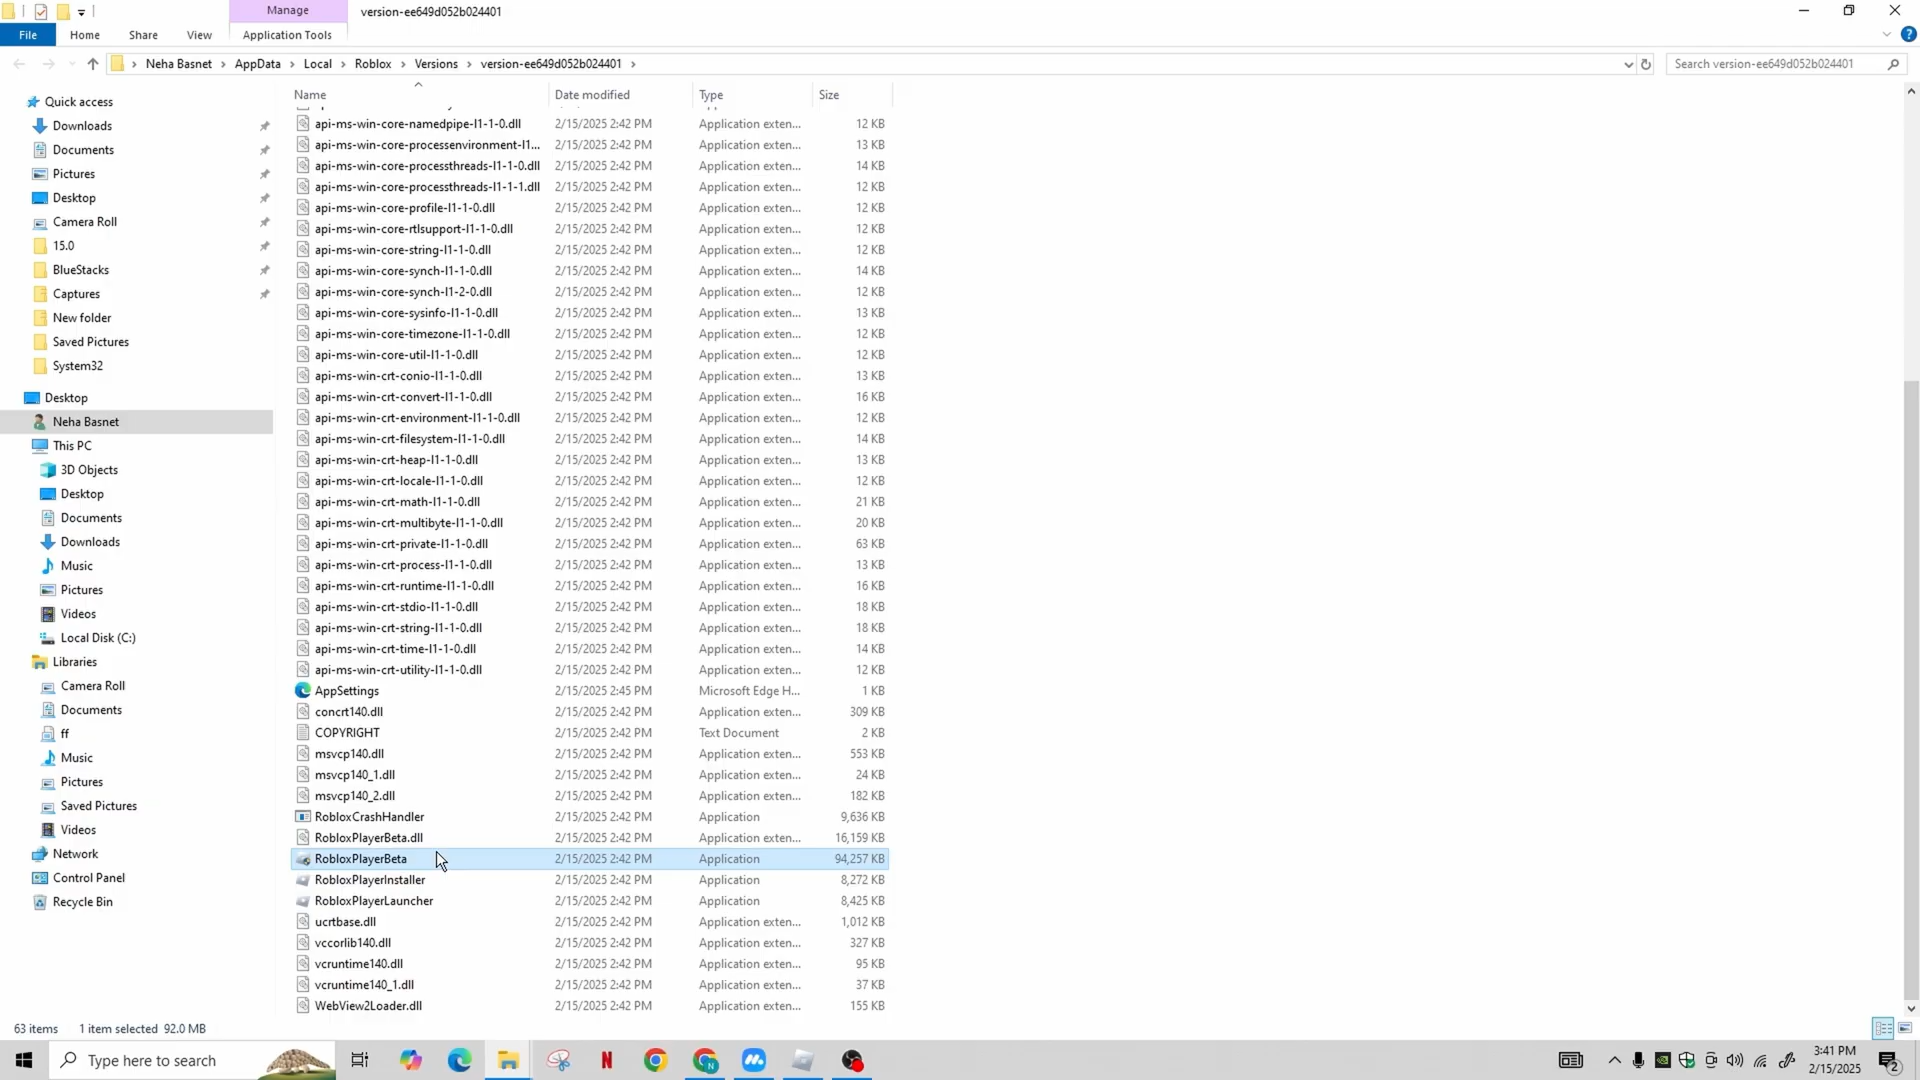 Manage
version-ee649d052b024401
File
Home
Share
View
Application Tools
Neha Basnet
AppData
Local
Roblox
Versions
version-ee649d052b024401
Search version-ee649d052b024401
Quick access
Downloads
Documents
Pictures
Desktop
Camera Roll
15.0
BlueStacks
Captures
New folder
Saved Pictures
System32
Desktop
Neha Basnet
This PC
3D Objects
Desktop
Documents
Downloads
Music
Pictures
Videos
Local Disk (C:)
Libraries
Camera Roll
Documents
ff
Music
Pictures
Saved Pictures
Videos
Network
Control Panel
Recycle Bin
Name Date modified Type Size
api-ms-win-core-namedpipe-l1-1-0.dll 2/15/2025 2:42 PM Application exten... 12 KB
api-ms-win-core-processenvironment-l1... 2/15/2025 2:42 PM Application exten... 13 KB
api-ms-win-core-processthreads-l1-1-0.dll 2/15/2025 2:42 PM Application exten... 14 KB
api-ms-win-core-processthreads-l1-1-1.dll 2/15/2025 2:42 PM Application exten... 12 KB
api-ms-win-core-profile-l1-1-0.dll 2/15/2025 2:42 PM Application exten... 12 KB
api-ms-win-core-rtlsupport-l1-1-0.dll 2/15/2025 2:42 PM Application exten... 12 KB
api-ms-win-core-string-l1-1-0.dll 2/15/2025 2:42 PM Application exten... 12 KB
api-ms-win-core-synch-l1-1-0.dll 2/15/2025 2:42 PM Application exten... 14 KB
api-ms-win-core-synch-l1-2-0.dll 2/15/2025 2:42 PM Application exten... 12 KB
api-ms-win-core-sysinfo-l1-1-0.dll 2/15/2025 2:42 PM Application exten... 13 KB
api-ms-win-core-timezone-l1-1-0.dll 2/15/2025 2:42 PM Application exten... 12 KB
api-ms-win-core-util-l1-1-0.dll 2/15/2025 2:42 PM Application exten... 12 KB
api-ms-win-crt-conio-l1-1-0.dll 2/15/2025 2:42 PM Application exten... 13 KB
api-ms-win-crt-convert-l1-1-0.dll 2/15/2025 2:42 PM Application exten... 16 KB
api-ms-win-crt-environment-l1-1-0.dll 2/15/2025 2:42 PM Application exten... 12 KB
api-ms-win-crt-filesystem-l1-1-0.dll 2/15/2025 2:42 PM Application exten... 14 KB
api-ms-win-crt-heap-l1-1-0.dll 2/15/2025 2:42 PM Application exten... 13 KB
api-ms-win-crt-locale-l1-1-0.dll 2/15/2025 2:42 PM Application exten... 12 KB
api-ms-win-crt-math-l1-1-0.dll 2/15/2025 2:42 PM Application exten... 21 KB
api-ms-win-crt-multibyte-l1-1-0.dll 2/15/2025 2:42 PM Application exten... 20 KB
api-ms-win-crt-private-l1-1-0.dll 2/15/2025 2:42 PM Application exten... 63 KB
api-ms-win-crt-process-l1-1-0.dll 2/15/2025 2:42 PM Application exten... 13 KB
api-ms-win-crt-runtime-l1-1-0.dll 2/15/2025 2:42 PM Application exten... 16 KB
api-ms-win-crt-stdio-l1-1-0.dll 2/15/2025 2:42 PM Application exten... 18 KB
api-ms-win-crt-string-l1-1-0.dll 2/15/2025 2:42 PM Application exten... 18 KB
api-ms-win-crt-time-l1-1-0.dll 2/15/2025 2:42 PM Application exten... 14 KB
api-ms-win-crt-utility-l1-1-0.dll 2/15/2025 2:42 PM Application exten... 12 KB
AppSettings 2/15/2025 2:45 PM Microsoft Edge H... 1 KB
concrt140.dll 2/15/2025 2:42 PM Application exten... 309 KB
COPYRIGHT 2/15/2025 2:42 PM Text Document 2 KB
msvcp140.dll 2/15/2025 2:42 PM Application exten... 553 KB
msvcp140_1.dll 2/15/2025 2:42 PM Application exten... 24 KB
msvcp140_2.dll 2/15/2025 2:42 PM Application exten... 182 KB
RobloxCrashHandler 2/15/2025 2:42 PM Application 9,636 KB
RobloxPlayerBeta.dll 2/15/2025 2:42 PM Application exten... 16,159 KB
RobloxPlayerBeta 2/15/2025 2:42 PM Application 94,257 KB
RobloxPlayerInstaller 2/15/2025 2:42 PM Application 8,272 KB
RobloxPlayerLauncher 2/15/2025 2:42 PM Application 8,425 KB
ucrtbase.dll 2/15/2025 2:42 PM Application exten... 1,012 KB
vccorlib140.dll 2/15/2025 2:42 PM Application exten... 327 KB
vcruntime140.dll 2/15/2025 2:42 PM Application exten... 95 KB
vcruntime140_1.dll 2/15/2025 2:42 PM Application exten... 37 KB
WebView2Loader.dll 2/15/2025 2:42 PM Application exten... 155 KB
63 items 1 item selected 92.0 MB
Type here to search
3:41 PM
2/15/2025
2